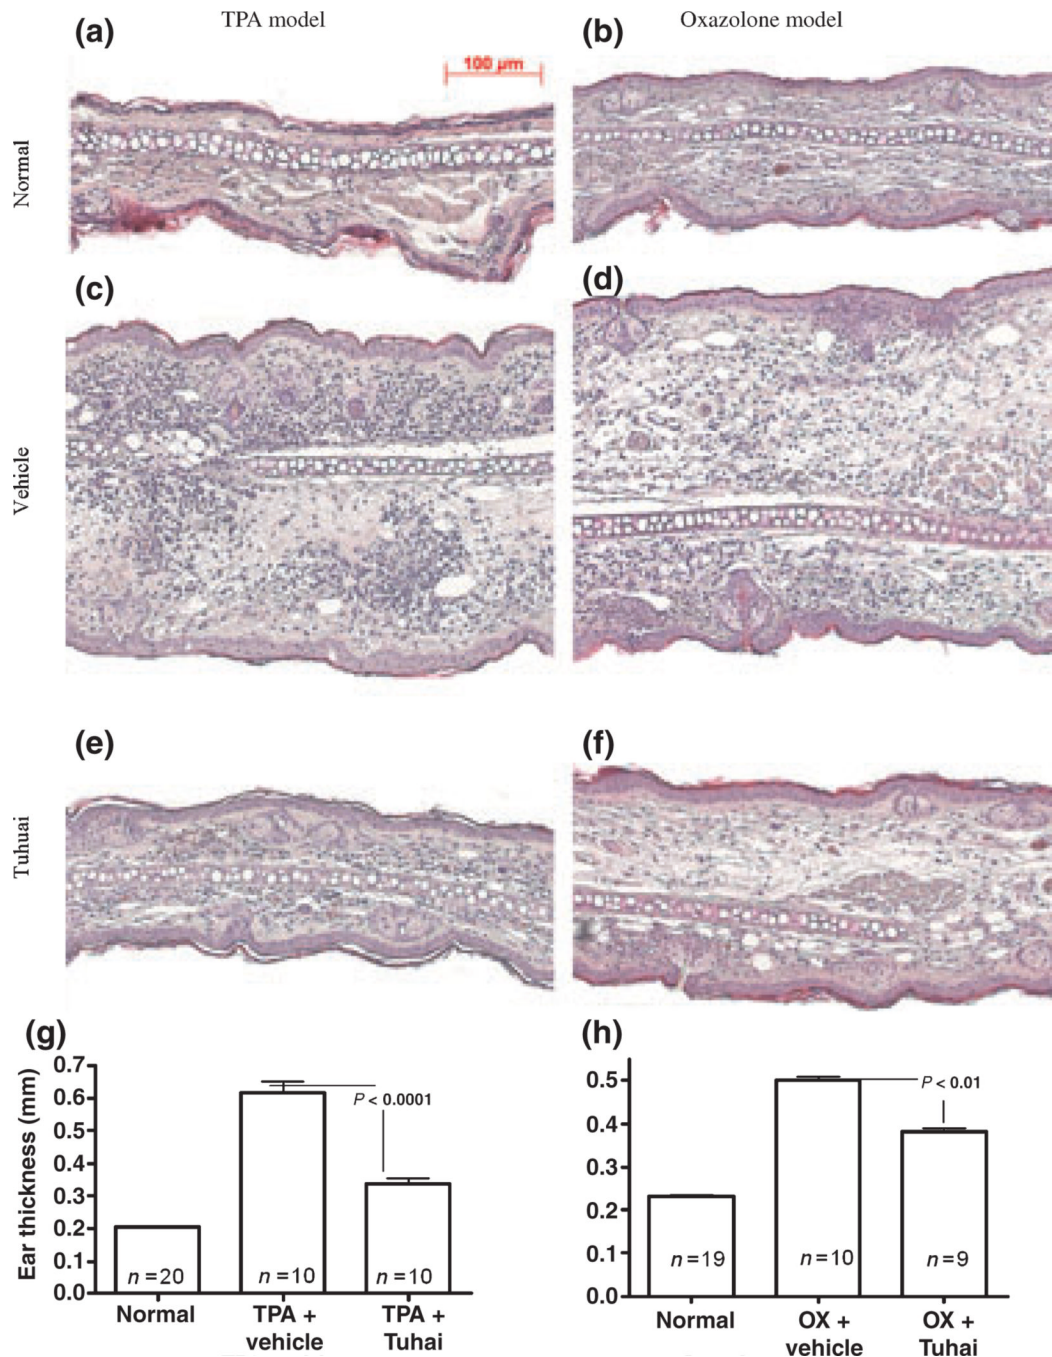 TPA model
Oxazolone model
(a)
(b)
100 µm
Normal
(c)
(d)
Vehicle
(e)
(f)
Tuhuai
(g)
(h)
Ear thickness (mm)
0.7
0.6
0.5
0.4
0.3
0.2
0.1
0.0
P < 0.0001
n=20
n=10
n=10
Normal
TPA +
vehicle
TPA +
Tuhai
0.5
0.4
0.3
0.2
0.1
0.0
P < 0.01
n=19
n=10
n=9
Normal
OX +
vehicle
OX +
Tuhai